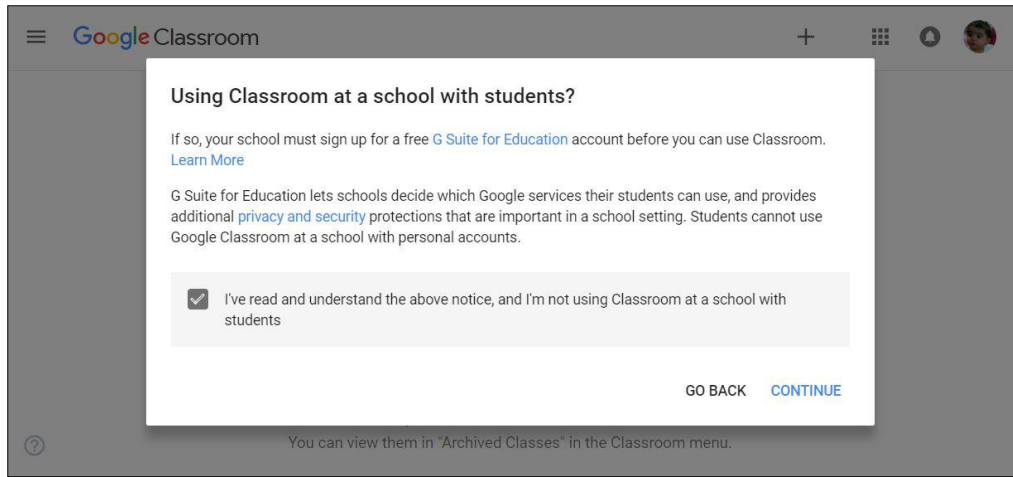 Google Classroom
Using Classroom at a school with students?
If so, your school must sign up for a free G Suite for Education account before you can use Classroom.
Learn More
G Suite for Education lets schools decide which Google services their students can use, and provides
additional privacy and security protections that are important in a school setting. Students cannot use
Google Classroom at a school with personal accounts.
I've read and understand the above notice, and I'm not using Classroom at a school with
students
GO BACK CONTINUE
You can view them in "Archived Classes" in the Classroom menu.